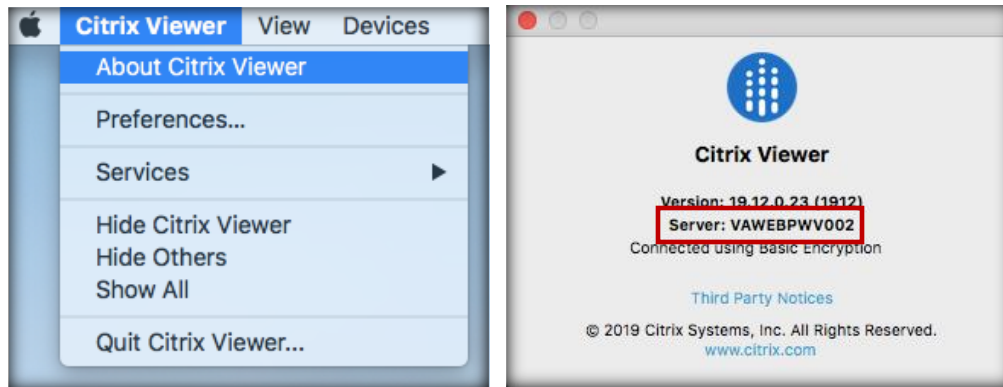 Citrix Viewer View Devices
About Citrix Viewer
Preferences...
Services
Hide Citrix Viewer
Hide Others
Show All
Quit Citrix Viewer...
Citrix Viewer
Version: 19.12.0.23 (1912)
Server: VAWEBPWV002
Connected using Basic Encryption
Third Party Notices
© 2019 Citrix Systems, Inc. All Rights Reserved.
www.citrix.com